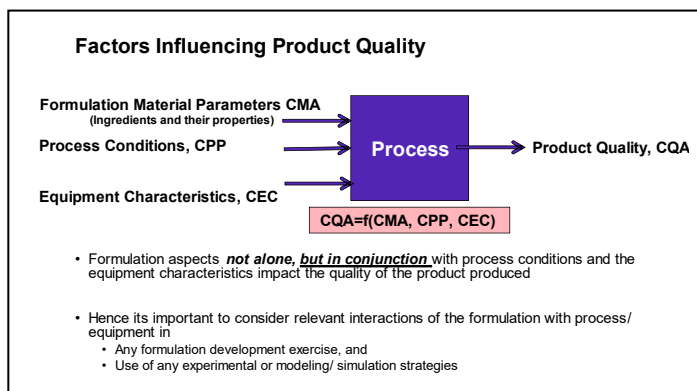 Factors Influencing Product Quality
Formulation Material Parameters CMA
(Ingredients and their properties)
Process Conditions, CPP
Equipment Characteristics, CEC
Process
Product Quality, CQA
CQA=f(CMA, CPP, CEC)
• Formulation aspects not alone, but in conjunction with process conditions and the
equipment characteristics impact the quality of the product produced
• Hence its important to consider relevant interactions of the formulation with process/
equipment in
• Any formulation development exercise, and
• Use of any experimental or modeling/ simulation strategies